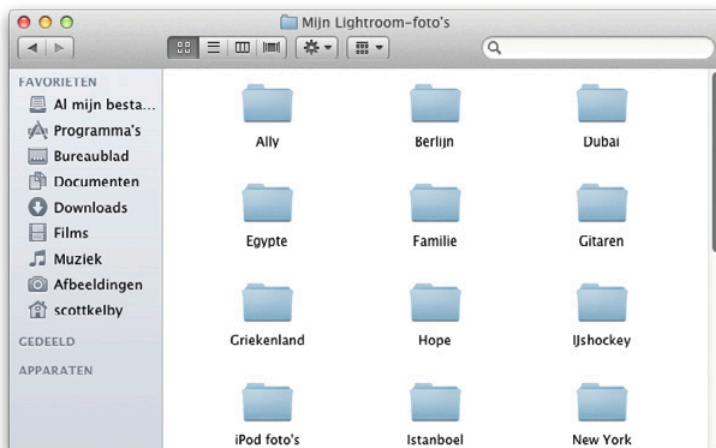 Mijn Lightroom-foto's
FAVORIETEN
Al mijn besta...
Programma's
Bureaublad
Documenten
Downloads
Films
Muziek
Afbeeldingen
scottkelby
GEDEELD
APPARATEN
Ally Berlijn Dubai
Egypte Familie Gitaren
Griekenland Hope IJshockey
iPod foto's Istanboel New York